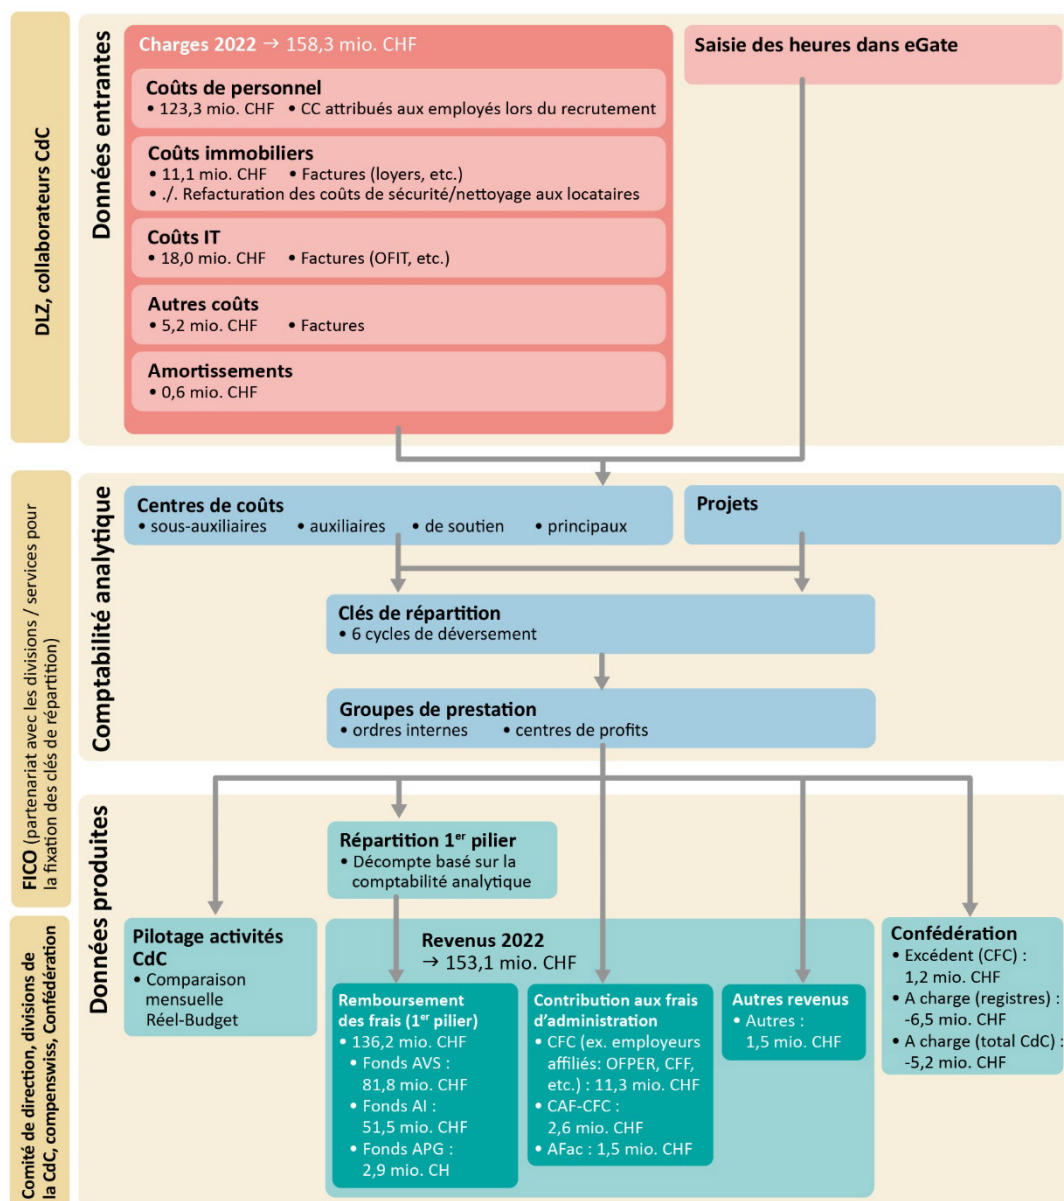 DLZ, collaborateurs CdC
Données entrantes
Charges 2022 → 158,3 mio. CHF
Coûts de personnel
• 123,3 mio. CHF • CC attribués aux employés lors du recrutement
Coûts immobiliers
• 11,1 mio. CHF • Factures (loyers, etc.)
• ./. Refacturation des coûts de sécurité/nettoyage aux locataires
Coûts IT
• 18,0 mio. CHF • Factures (OFIT, etc.)
Autres coûts
• 5,2 mio. CHF • Factures
Amortissements
• 0,6 mio. CHF
Saisie des heures dans eGate
FICO (partenariat avec les divisions / services pour
la fixation des clés de répartition)
Comptabilité analytique
Centres de coûts
• sous-auxiliaires • auxiliaires • de soutien • principaux
Projets
Clés de répartition
• 6 cycles de déversement
Groupes de prestation
• ordres internes • centres de profits
Comité de direction, divisions de
la CdC, compenswiss, Confédération
Données produites
Répartition 1er pilier
• Décompte basé sur la
comptabilité analytique
Pilotage activités
CdC
• Comparaison
mensuelle
Réel-Budget
Revenus 2022
→ 153,1 mio. CHF
Remboursement
des frais (1er pilier)
• 136,2 mio. CHF
• Fonds AVS :
81,8 mio. CHF
• Fonds AI :
51,5 mio. CHF
• Fonds APG :
2,9 mio. CH
Contribution aux frais
d’administration
• CFC (ex. employeurs
affiliés: OFPER, CFF,
etc.) : 11,3 mio. CHF
• CAF-CFC :
2,6 mio. CHF
• AFac : 1,5 mio. CHF
Autres revenus
• Autres :
1,5 mio. CHF
Confédération
• Excédent (CFC) :
1,2 mio. CHF
• A charge (registres) :
-6,5 mio. CHF
• A charge (total CdC) :
-5,2 mio. CHF